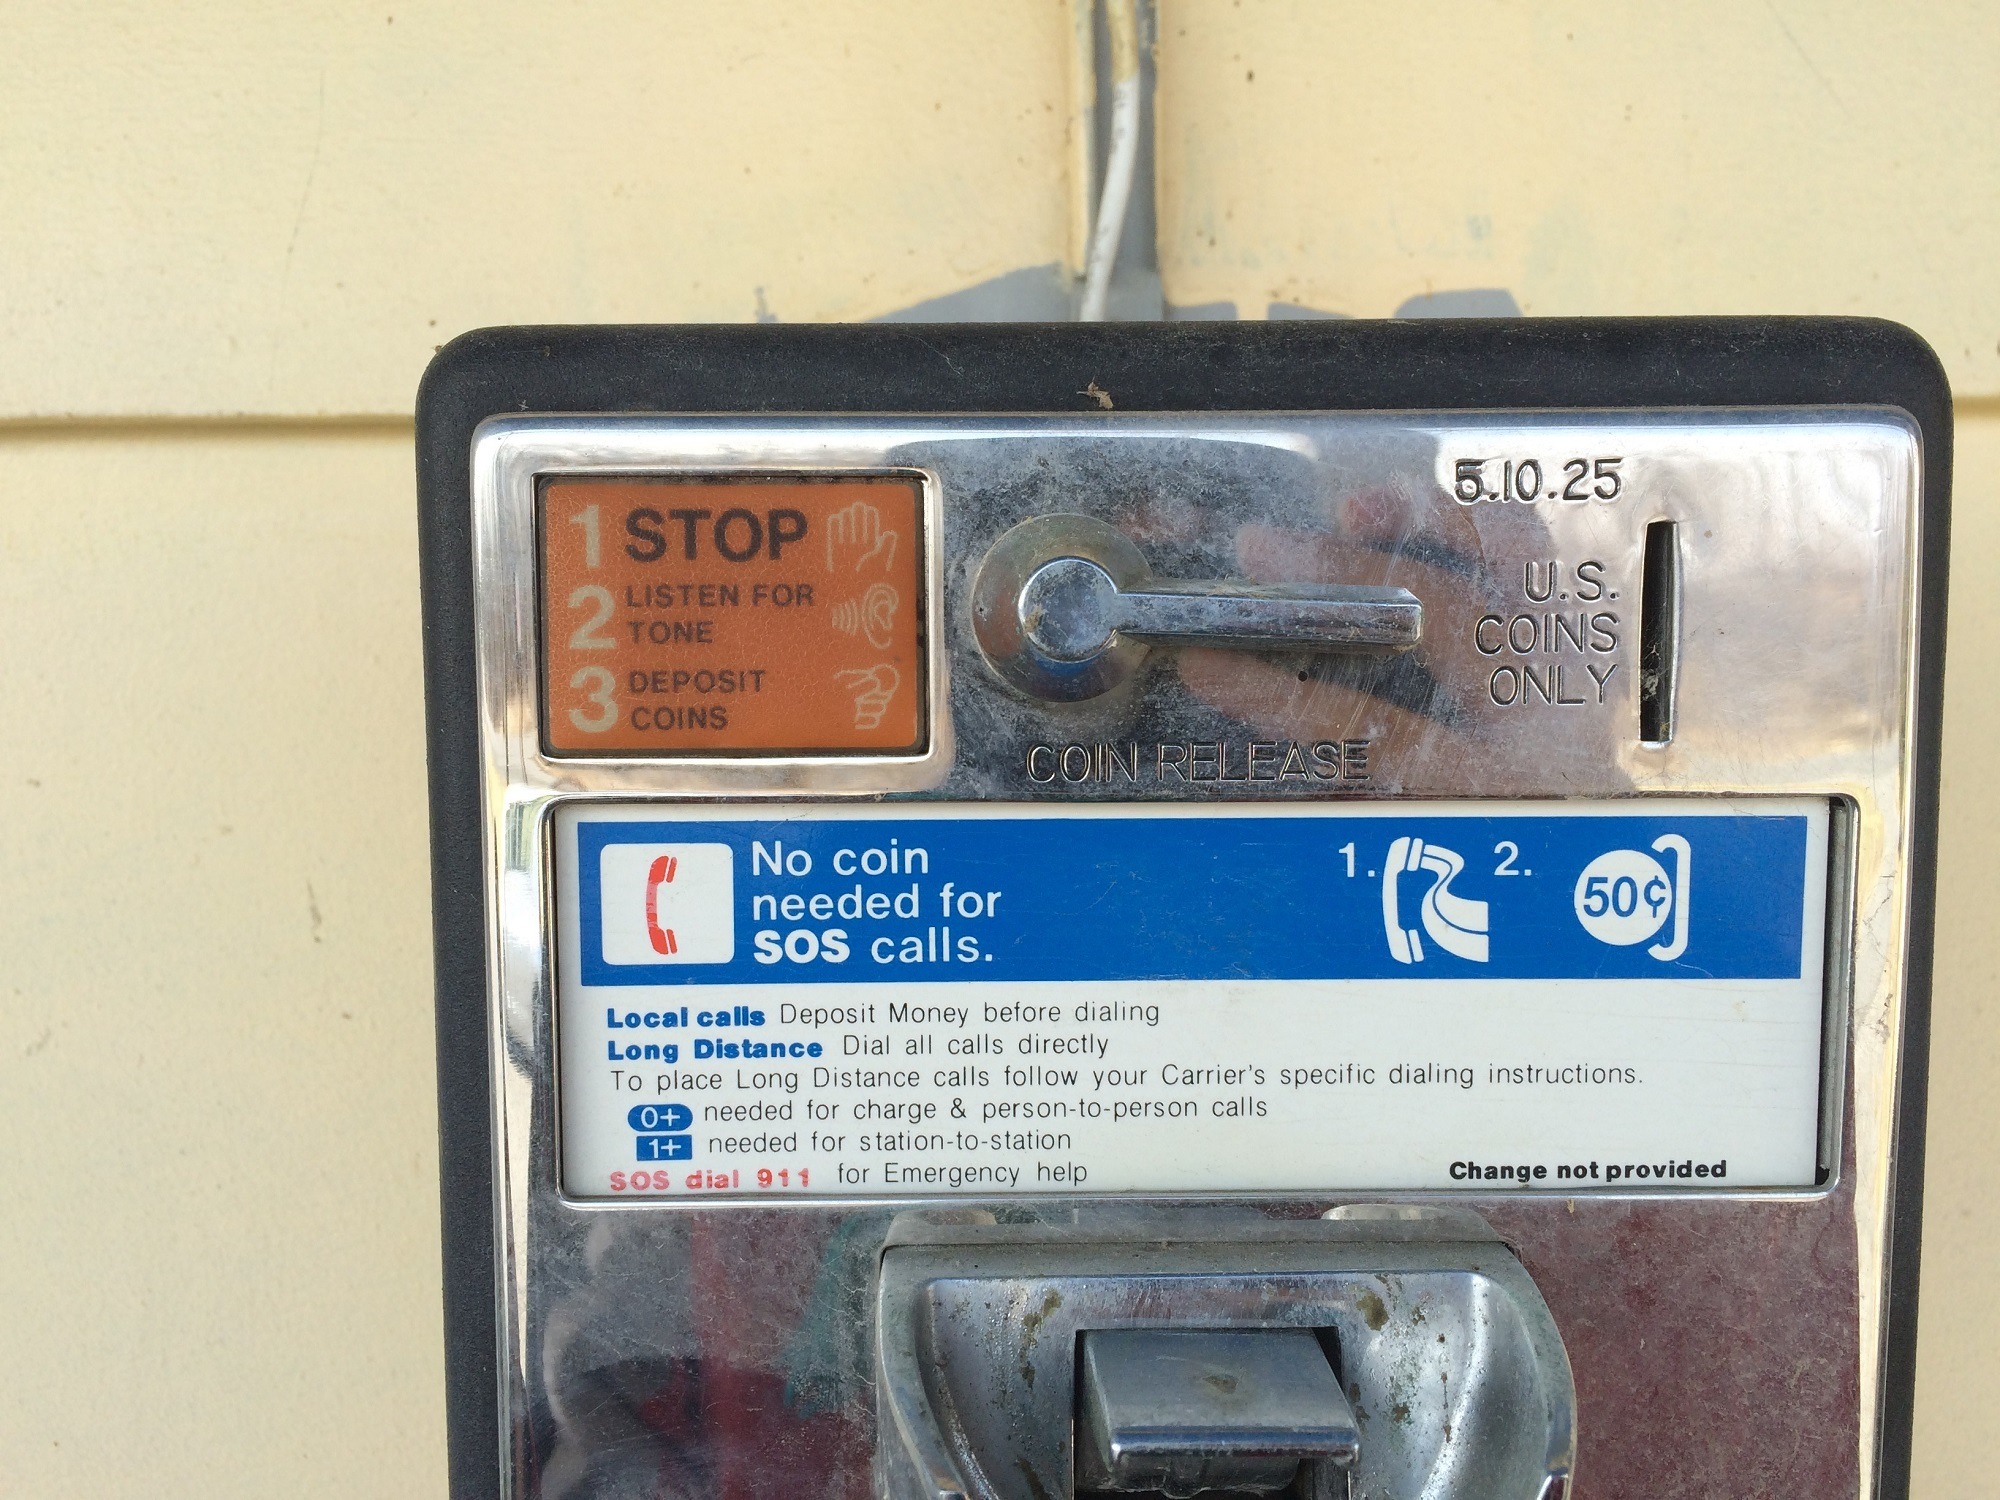 1 STOP
2 LISTEN FOR
TONE
3 DEPOSIT
COINS
5.10.25
U.S.
COINS
ONLY
COIN RELEASE
No coin
needed for
SOS calls.
1.
2.
50¢
Local calls Deposit Money before dialing
Long Distance Dial all calls directly
To place Long Distance calls follow your Carrier's specific dialing instructions.
0+ needed for charge & person-to-person calls
1+ needed for station-to-station
SOS dial 911 for Emergency help
Change not provided